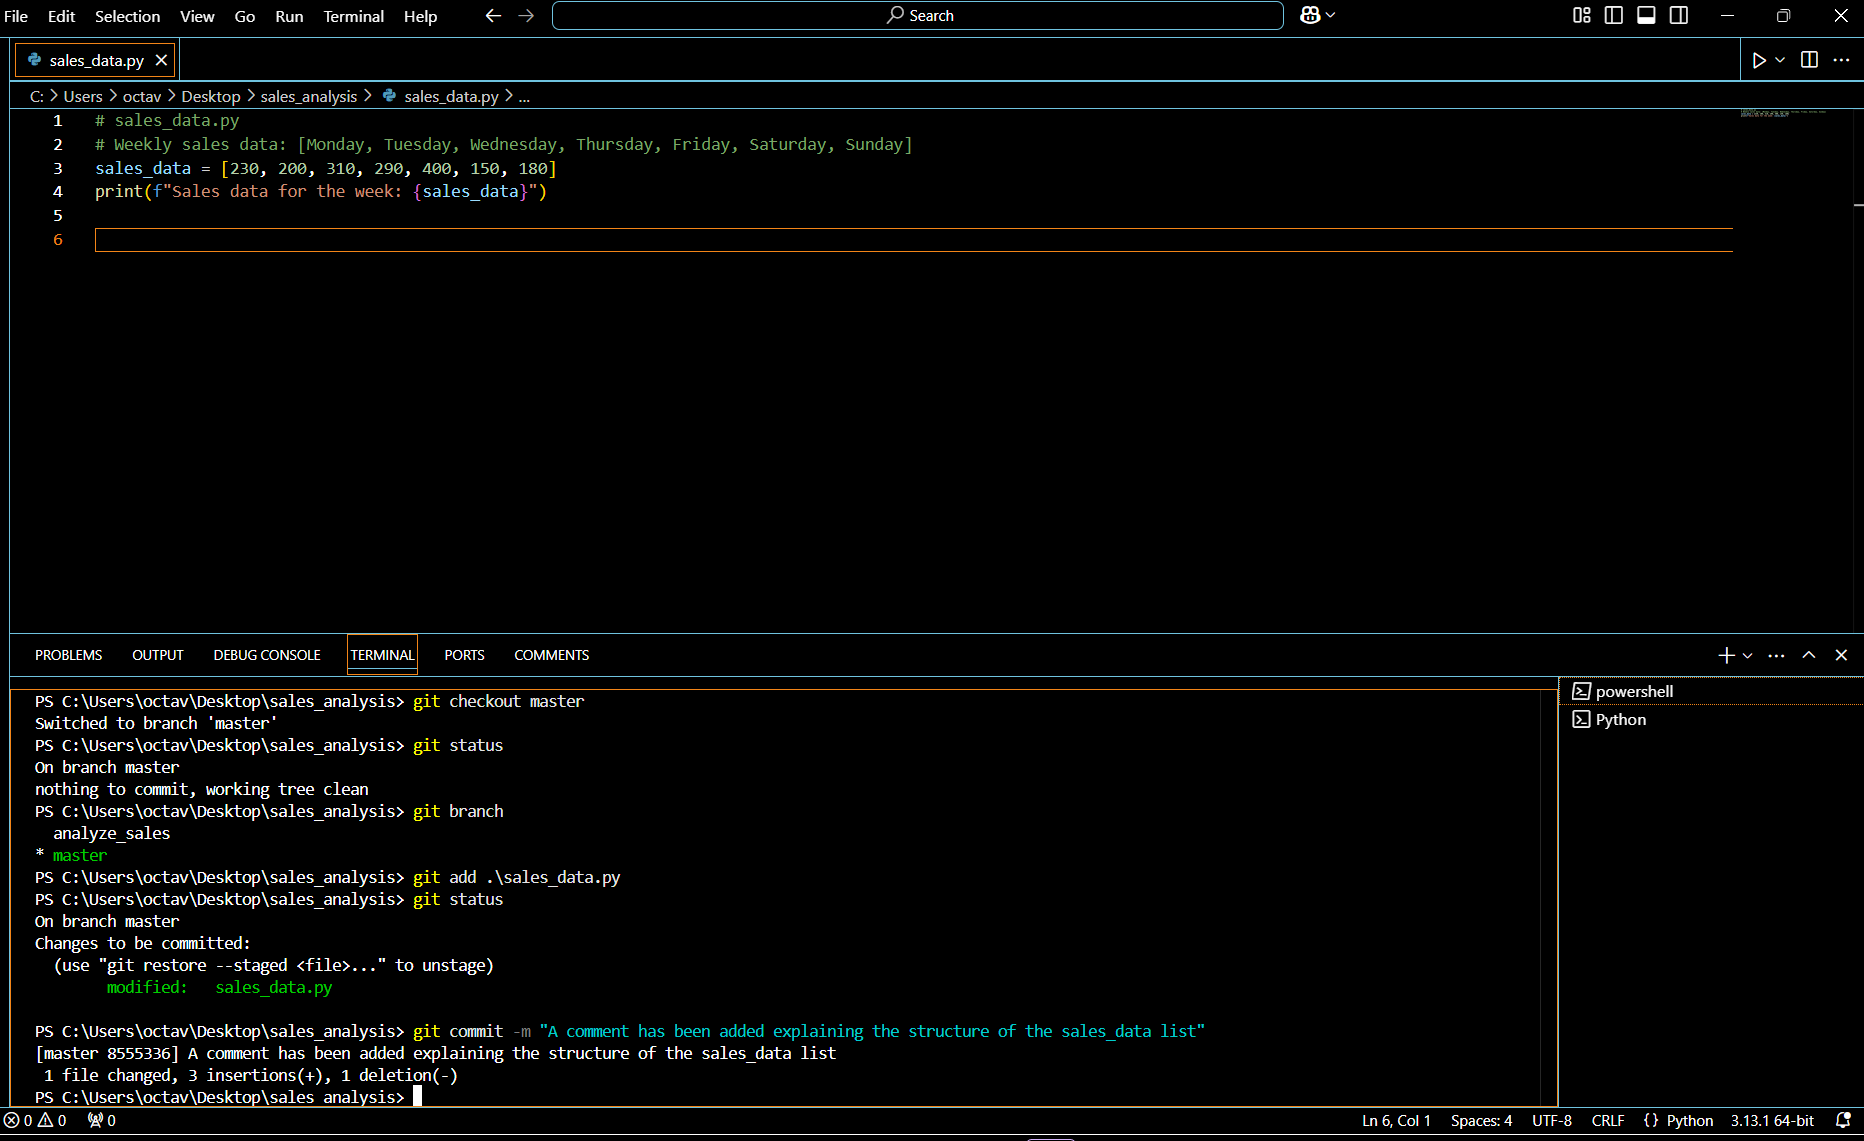 File Edit Selection View Go Run Terminal Help Search
sales_data.py
C: > Users > octav > Desktop > sales_analysis > sales_data.py > ...
1 # sales_data.py
2 # Weekly sales data: [Monday, Tuesday, Wednesday, Thursday, Friday, Saturday, Sunday]
3 sales_data = [230, 200, 310, 290, 400, 150, 180]
4 print(f"Sales data for the week: {sales_data}")
5
6
PROBLEMS OUTPUT DEBUG CONSOLE TERMINAL PORTS COMMENTS
PS C:\Users\octav\Desktop\sales_analysis> git checkout master
Switched to branch 'master'
PS C:\Users\octav\Desktop\sales_analysis> git status
On branch master
nothing to commit, working tree clean
PS C:\Users\octav\Desktop\sales_analysis> git branch
  analyze_sales
* master
PS C:\Users\octav\Desktop\sales_analysis> git add .\sales_data.py
PS C:\Users\octav\Desktop\sales_analysis> git status
On branch master
Changes to be committed:
  (use "git restore --staged <file>..." to unstage)
        modified:   sales_data.py
PS C:\Users\octav\Desktop\sales_analysis> git commit -m "A comment has been added explaining the structure of the sales_data list"
[master 8555336] A comment has been added explaining the structure of the sales_data list
 1 file changed, 3 insertions(+), 1 deletion(-)
PS C:\Users\octav\Desktop\sales_analysis>
powershell
Python
0 0 0 Ln 6, Col 1 Spaces: 4 UTF-8 CRLF {} Python 3.13.1 64-bit